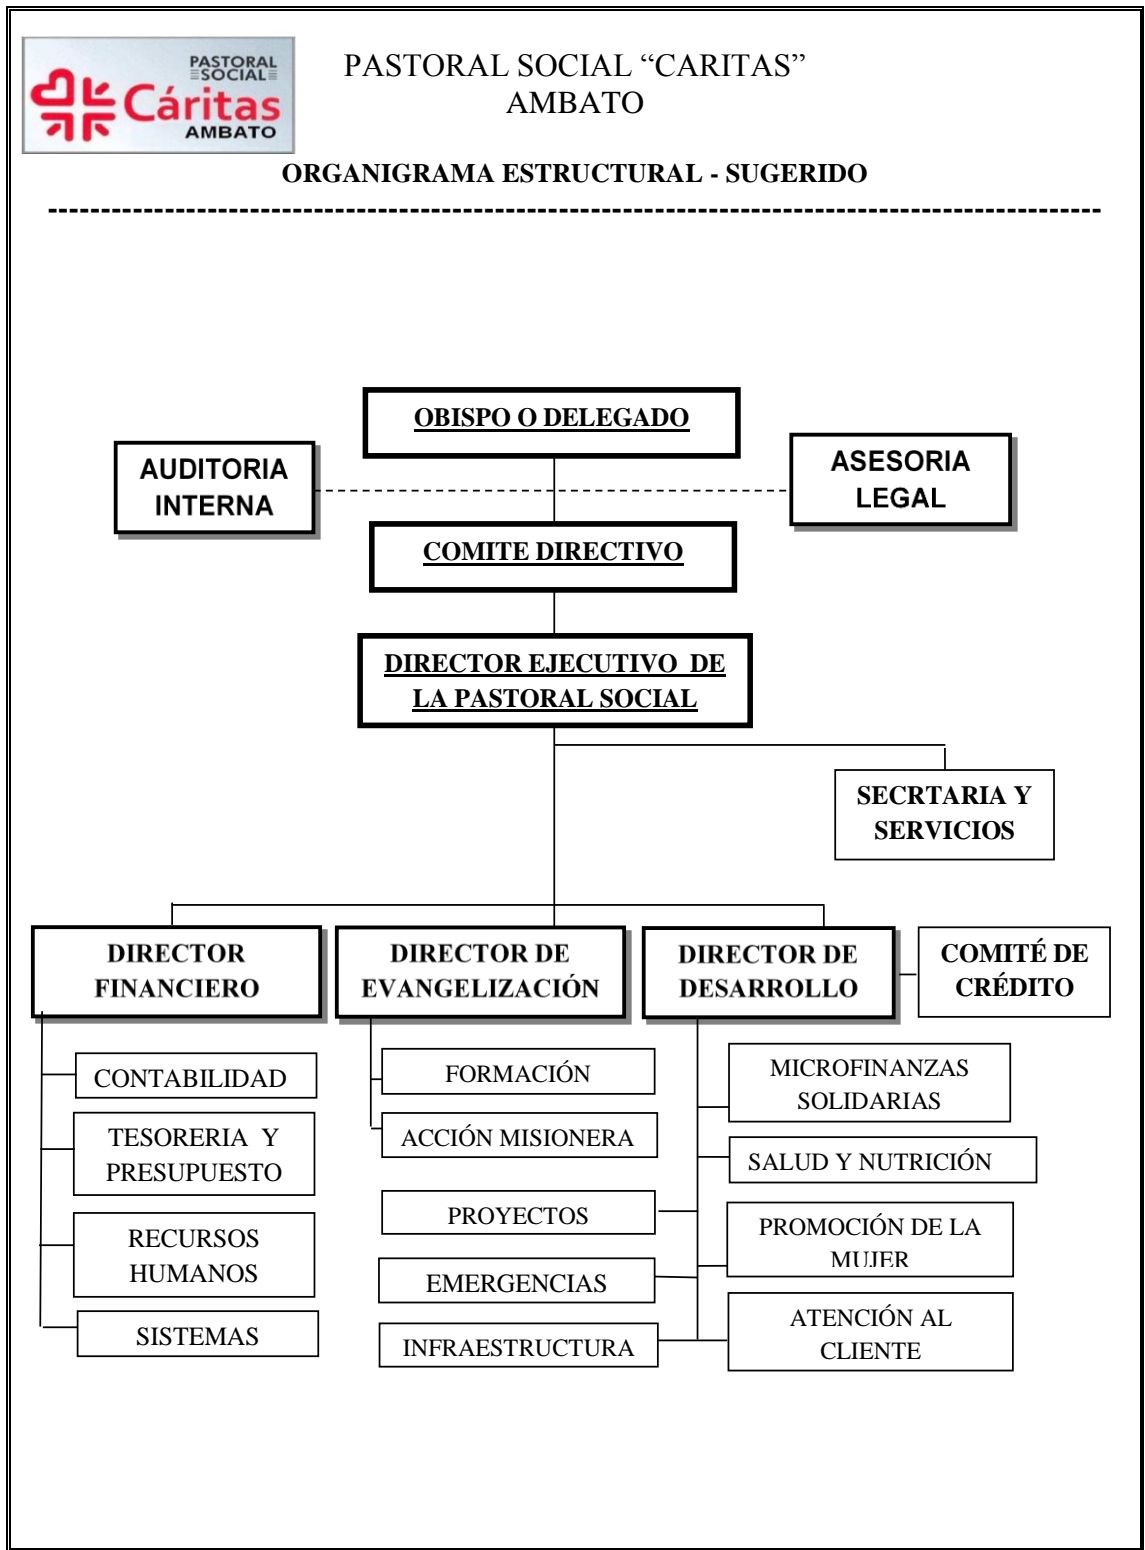 PASTORAL
SOCIAL
Cáritas
AMBATO
PASTORAL SOCIAL “CARITAS”
AMBATO
ORGANIGRAMA ESTRUCTURAL - SUGERIDO
OBISPO O DELEGADO
AUDITORIA
INTERNA
ASESORIA
LEGAL
COMITE DIRECTIVO
DIRECTOR EJECUTIVO DE
LA PASTORAL SOCIAL
SECRTARIA Y
SERVICIOS
DIRECTOR
FINANCIERO
DIRECTOR DE
EVANGELIZACIÓN
DIRECTOR DE
DESARROLLO
COMITÉ DE
CRÉDITO
CONTABILIDAD
TESORERIA Y
PRESUPUESTO
RECURSOS
HUMANOS
SISTEMAS
FORMACIÓN
ACCIÓN MISIONERA
PROYECTOS
EMERGENCIAS
INFRAESTRUCTURA
MICROFINANZAS
SOLIDARIAS
SALUD Y NUTRICIÓN
PROMOCIÓN DE LA
MUJER
ATENCIÓN AL
CLIENTE